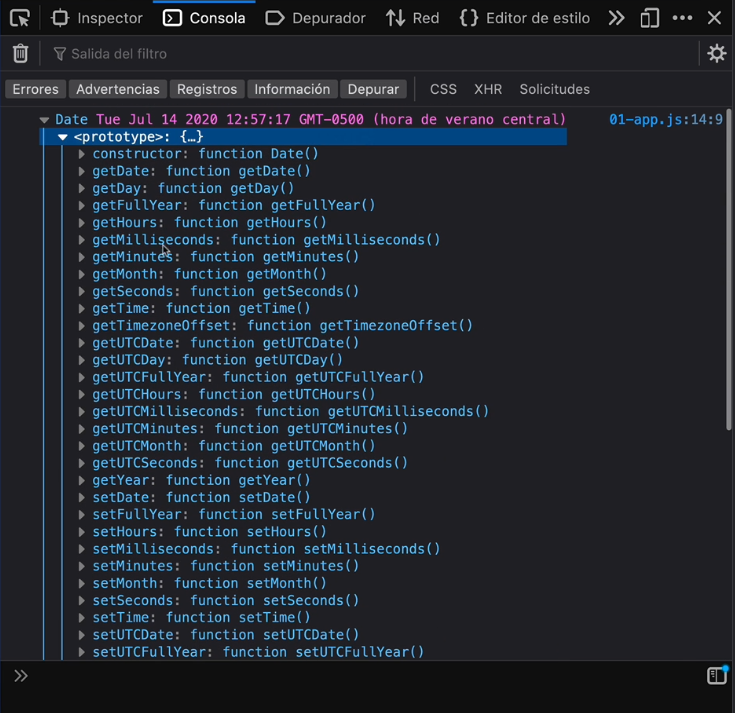 Inspector Consola Depurador Red {} Editor de estilo
Salida del filtro
Errores Advertencias Registros Información Depurar CSS XHR Solicitudes
Date Tue Jul 14 2020 12:57:17 GMT-0500 (hora de verano central) 01-app.js:14:9
<prototype>: {…}
constructor: function Date()
getDate: function getDate()
getDay: function getDay()
getFullYear: function getFullYear()
getHours: function getHours()
getMilliseconds: function getMilliseconds()
getMinutes: function getMinutes()
getMonth: function getMonth()
getSeconds: function getSeconds()
getTime: function getTime()
getTimezoneOffset: function getTimezoneOffset()
getUTCDate: function getUTCDate()
getUTCDay: function getUTCDay()
getUTCFullYear: function getUTCFullYear()
getUTCHours: function getUTCHours()
getUTCMilliseconds: function getUTCMilliseconds()
getUTCMinutes: function getUTCMinutes()
getUTCMonth: function getUTCMonth()
getUTCSeconds: function getUTCSeconds()
getYear: function getYear()
setDate: function setDate()
setFullYear: function setFullYear()
setHours: function setHours()
setMilliseconds: function setMilliseconds()
setMinutes: function setMinutes()
setMonth: function setMonth()
setSeconds: function setSeconds()
setTime: function setTime()
setUTCDate: function setUTCDate()
setUTCFullYear: function setUTCFullYear()